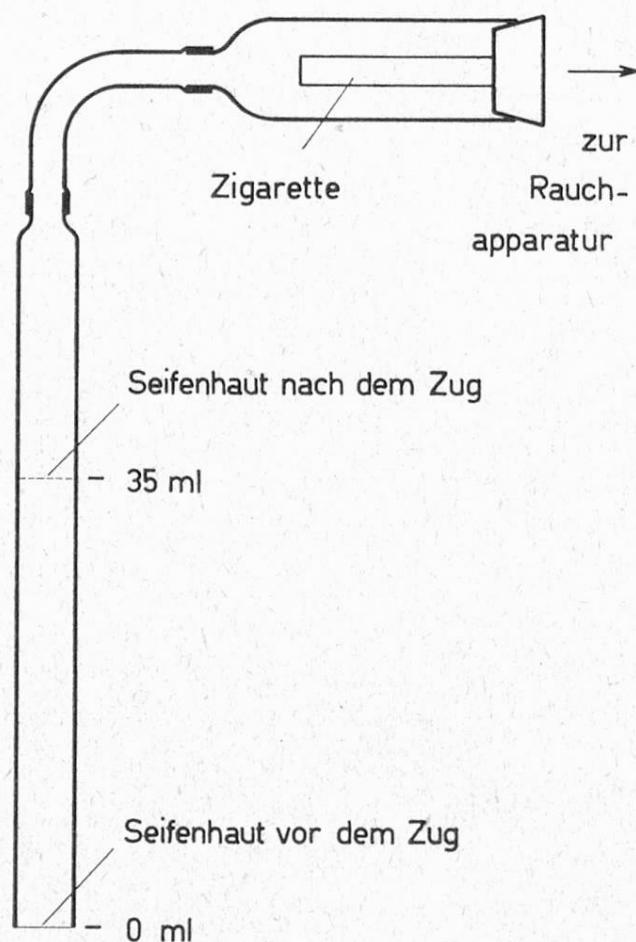 zur
Zigarette
Rauch-
apparatur
Seifenhaut nach dem Zug
35 ml
Seifenhaut vor dem Zug
0 ml